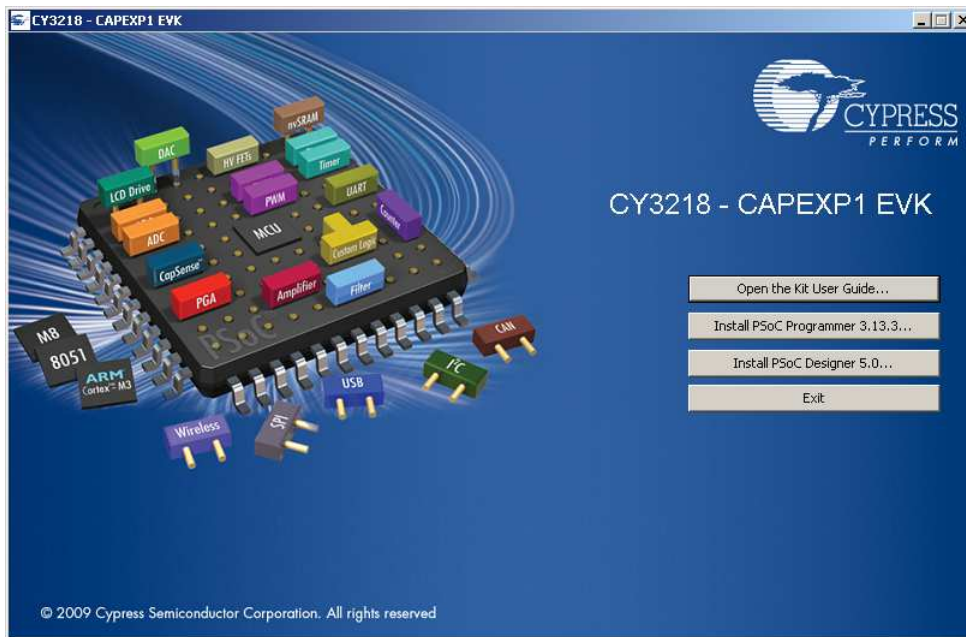 CY3218 - CAPEXP1 EVK
CYPRESS
PERFORM
CY3218 - CAPEXP1 EVK
nvSRAM
DAC
HV FETs
Timer
LCD Drive
PWM
UART
ADC
MCU
Counter
Custom Logic
CapSense™
PGA
Amplifier
Filter
PSoC
M8
8051
ARM
Cortex™-M3
CAN
I²C
USB
SPI
Wireless
Open the Kit User Guide...
Install PSoC Programmer 3.13.3...
Install PSoC Designer 5.0...
Exit
© 2009 Cypress Semiconductor Corporation. All rights reserved